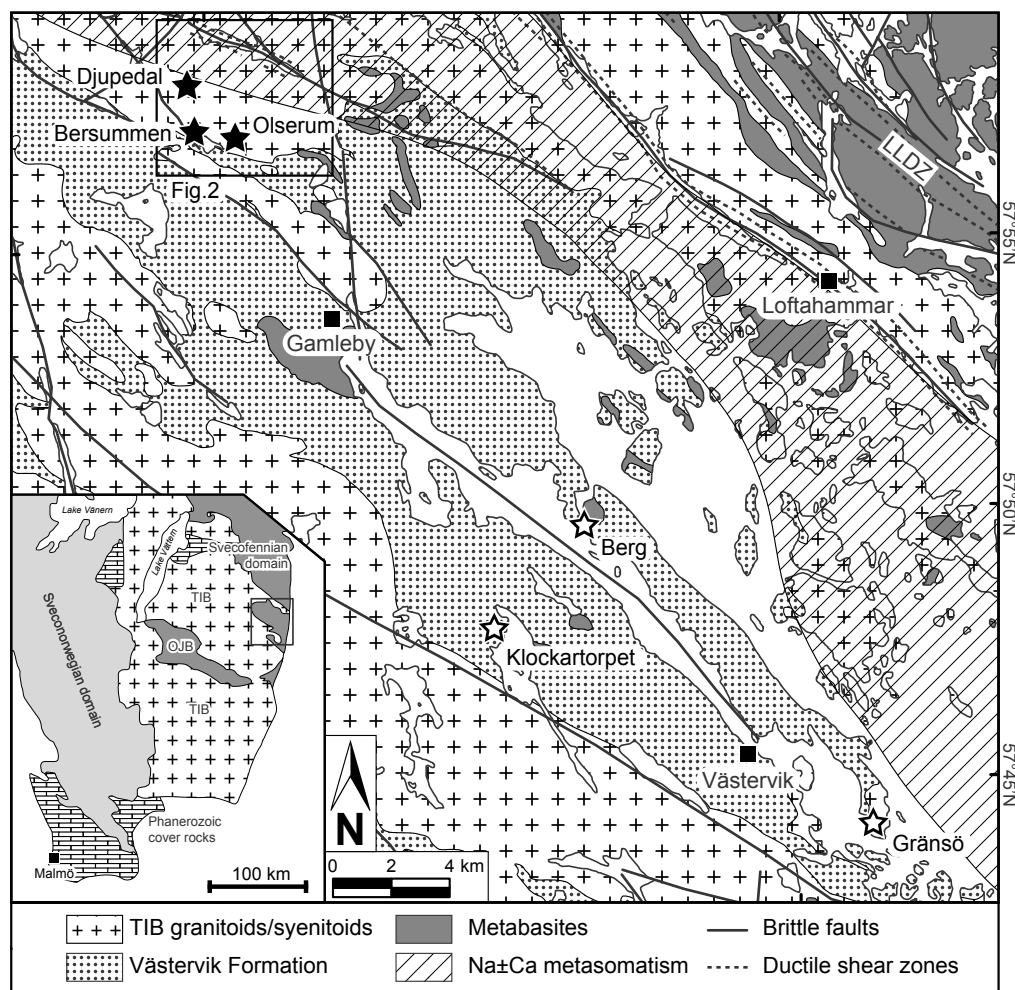 Djupedal
Bersummen
Olserum
Fig.2
LLDZ
57°55'N
Loftahammar
Gamleby
57°50'N
Berg
Klockartorpet
Västervik
57°45'N
Gränsö
Lake Vänern
Lake Vättern
Svecofennian
domain
TIB
OJB
Sveconorwegian domain
TIB
Phanerozoic
cover rocks
Malmö
100 km
N
0 2 4 km
TIB granitoids/syenitoids
Metabasites
Brittle faults
Västervik Formation
Na±Ca metasomatism
Ductile shear zones